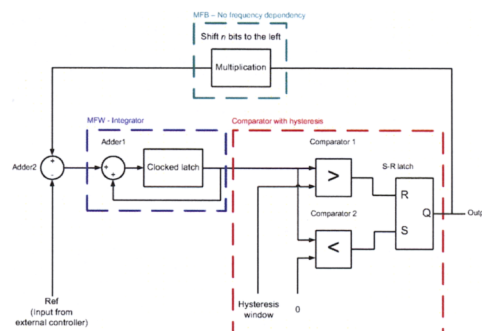 MFB – No frequency dependency
Shift n bits to the left
Multiplication
MFW - Integrator
Comparator with hysteresis
Adder1
Comparator 1
Adder2
+
-
+
+
Clocked latch
>
S-R latch
R
Comparator 2
Q
Outp
<
S
Ref
(Input from
external controller)
Hysteresis
window
0